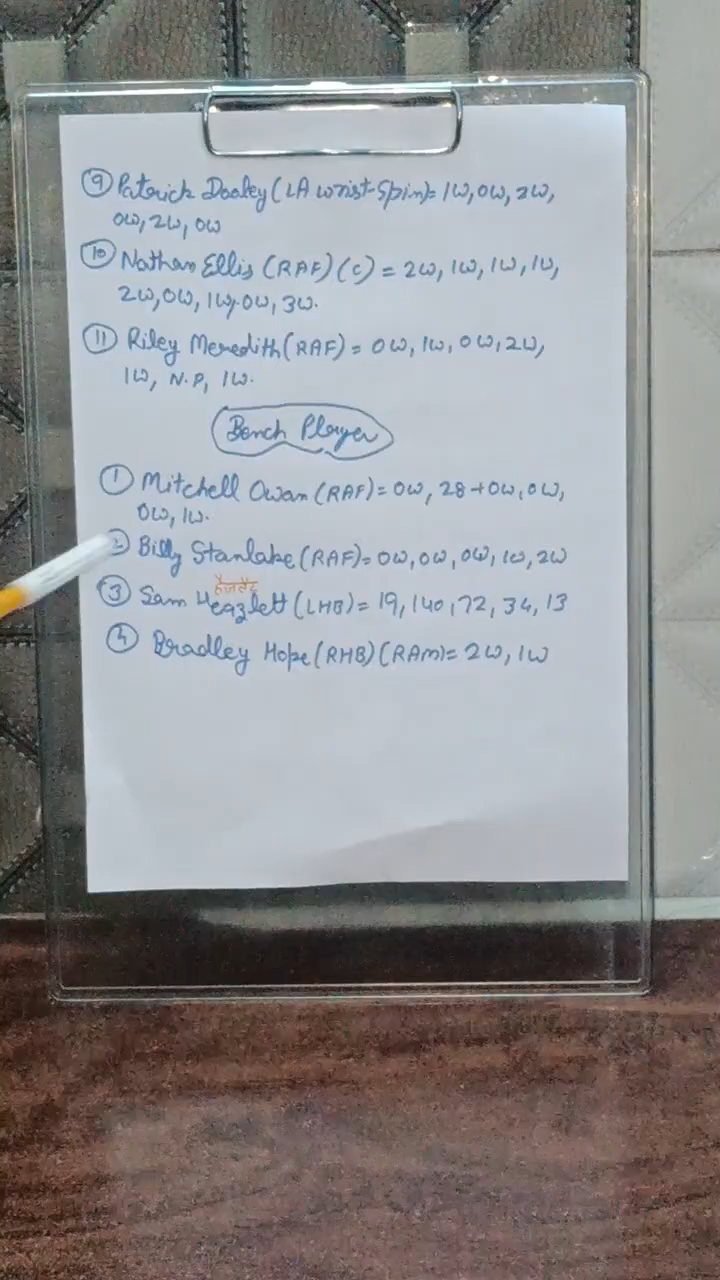 ⑨ Patrick Dooley (LA wrist-spin)= 1W, 0W, 2W,
0W, 2W, 0W
⑩ Nathan Ellis (RAF) (C) = 2W, 1W, 1W, 1W,
2W, 0W, 1W, 0W, 3W.
⑪ Riley Meredith (RAF) = 0W, 1W, 0W, 2W,
1W, N.P, 1W.
Bench Player
① Mitchell Owan (RAF)= 0W, 28+0W, 0W,
0W, 1W.
② Billy Stanlake (RAF)= 0W, 0W, 0W, 1W, 2W
हेज़लेट
③ Sam Heazlett (LHB) = 19, 140, 72, 34, 13
④ Bradley Hope (RHB) (RAM)= 2W, 1W